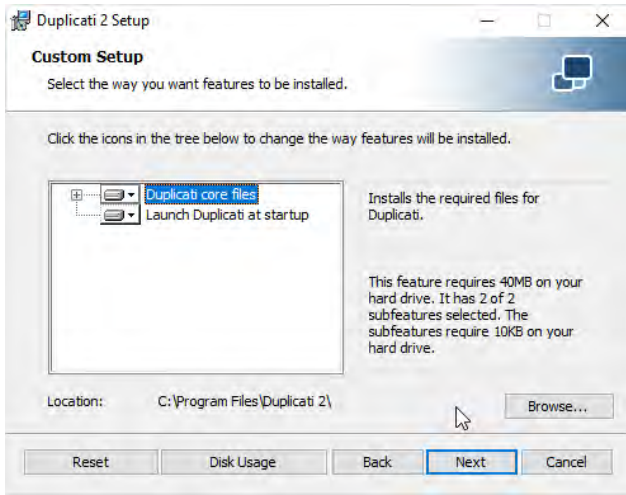 Duplicati 2 Setup
Custom Setup
Select the way you want features to be installed.
Click the icons in the tree below to change the way features will be installed.
Duplicati core files
Launch Duplicati at startup
Installs the required files for
Duplicati.
This feature requires 40MB on your
hard drive. It has 2 of 2
subfeatures selected. The
subfeatures require 10KB on your
hard drive.
Location: C:\Program Files\Duplicati 2\
Browse...
Reset Disk Usage Back Next Cancel